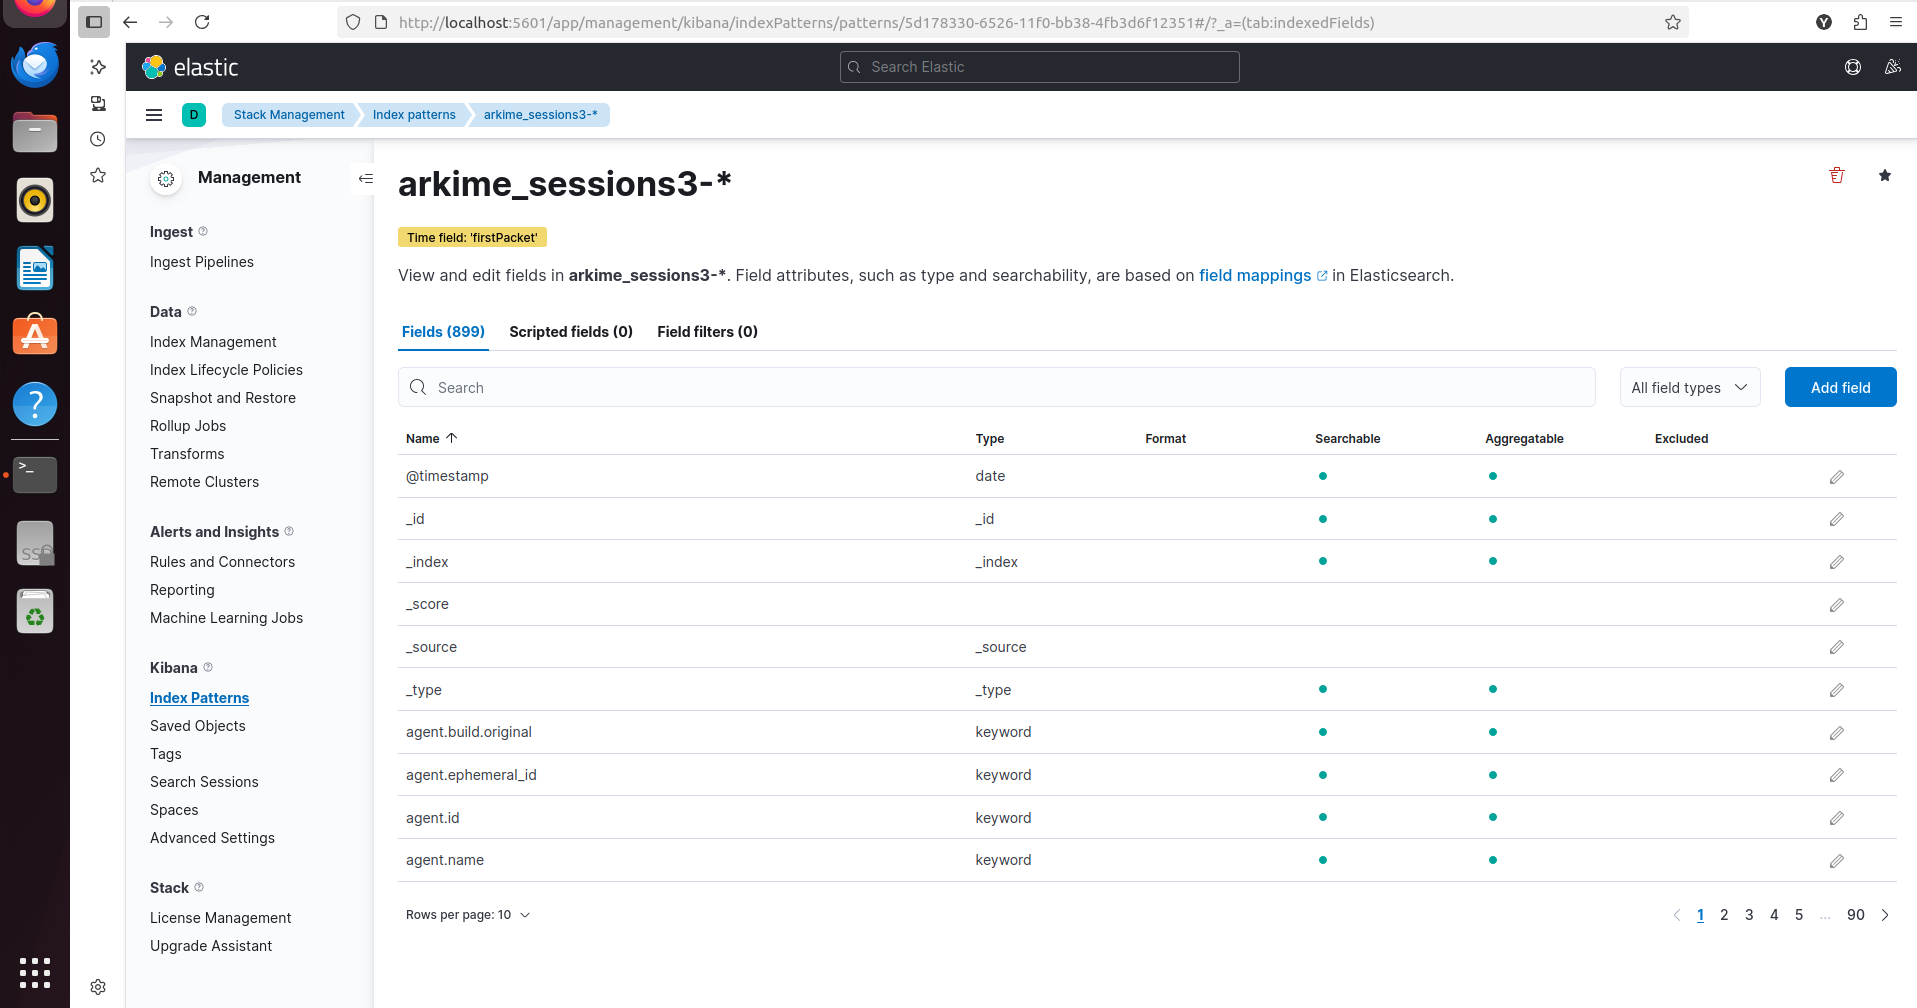 http://localhost:5601/app/management/kibana/indexPatterns/patterns/5d178330-6526-11f0-bb38-4fb3d6f12351#/?_a=(tab:indexedFields)
elastic
Search Elastic
D
Stack Management
Index patterns
arkime_sessions3-*
Management
Ingest
Ingest Pipelines
Data
Index Management
Index Lifecycle Policies
Snapshot and Restore
Rollup Jobs
Transforms
Remote Clusters
Alerts and Insights
Rules and Connectors
Reporting
Machine Learning Jobs
Kibana
Index Patterns
Saved Objects
Tags
Search Sessions
Spaces
Advanced Settings
Stack
License Management
Upgrade Assistant
arkime_sessions3-*
Time field: 'firstPacket'
View and edit fields in arkime_sessions3-*. Field attributes, such as type and searchability, are based on field mappings in Elasticsearch.
Fields (899) Scripted fields (0) Field filters (0)
Search
All field types
Add field
Name Type Format Searchable Aggregatable Excluded
@timestamp date
_id _id
_index _index
_score
_source _source
_type _type
agent.build.original keyword
agent.ephemeral_id keyword
agent.id keyword
agent.name keyword
Rows per page: 10
1 2 3 4 5 ... 90